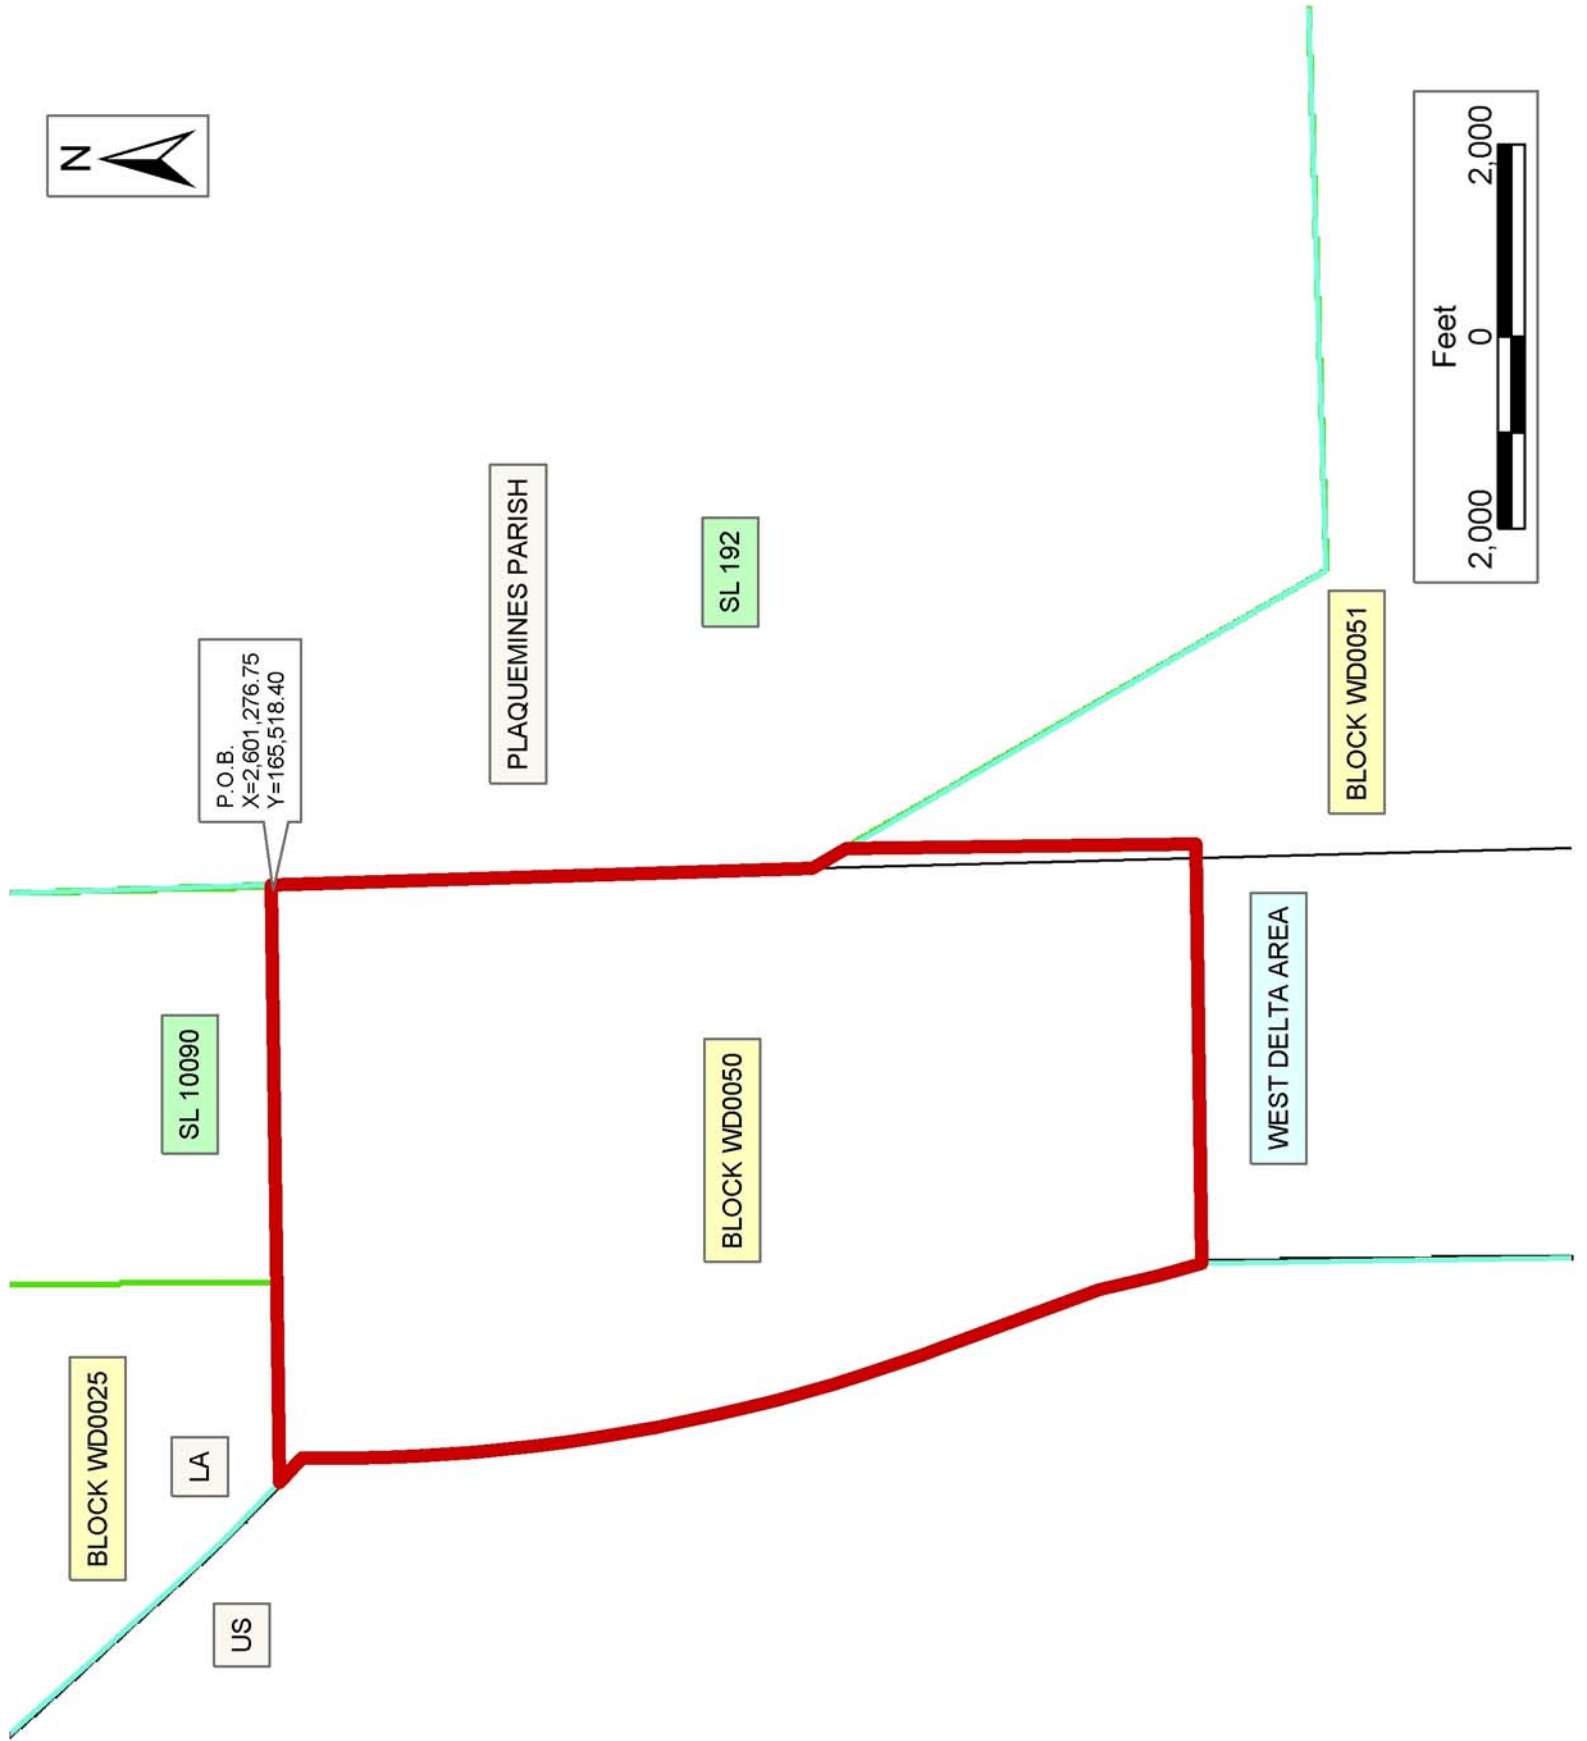 N
P.O.B.
X=2,601,276.75
Y=165,518.40
PLAQUEMINES PARISH
SL 192
SL 10090
BLOCK WD0025
LA
US
BLOCK WD0050
WEST DELTA AREA
BLOCK WD0051
Feet
2,000 0 2,000